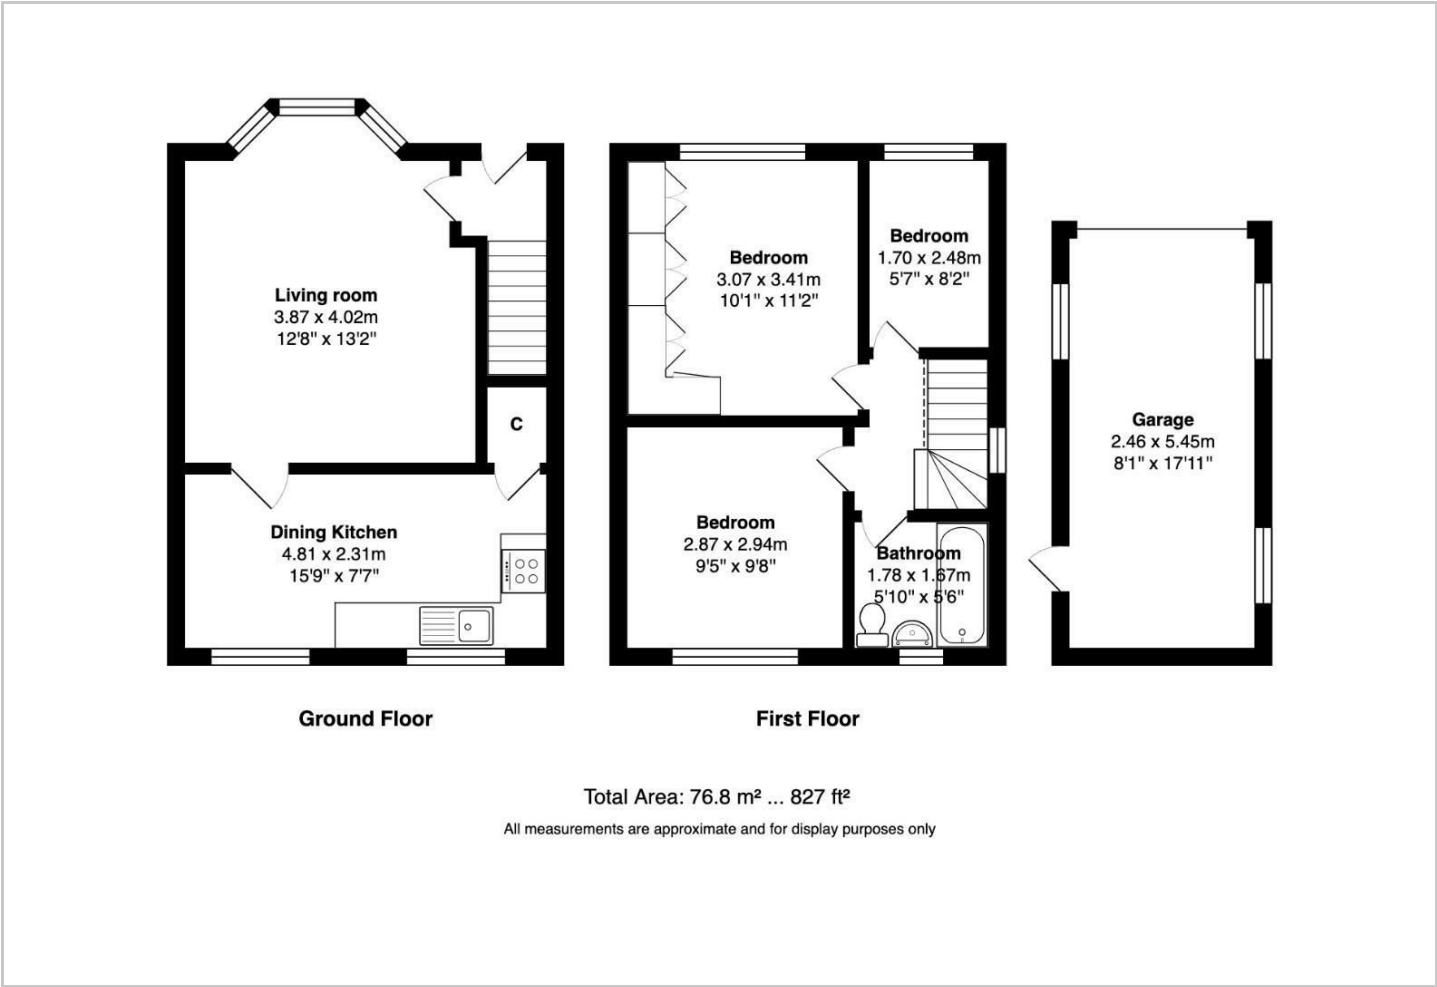 Living room
3.87 x 4.02m
12'8" x 13'2"
C
Dining Kitchen
4.81 x 2.31m
15'9" x 7'7"
Ground Floor
Bedroom
3.07 x 3.41m
10'1" x 11'2"
Bedroom
1.70 x 2.48m
5'7" x 8'2"
Bedroom
2.87 x 2.94m
9'5" x 9'8"
Bathroom
1.78 x 1.67m
5'10" x 5'6"
First Floor
Garage
2.46 x 5.45m
8'1" x 17'11"
Total Area: 76.8 m² ... 827 ft²
All measurements are approximate and for display purposes only